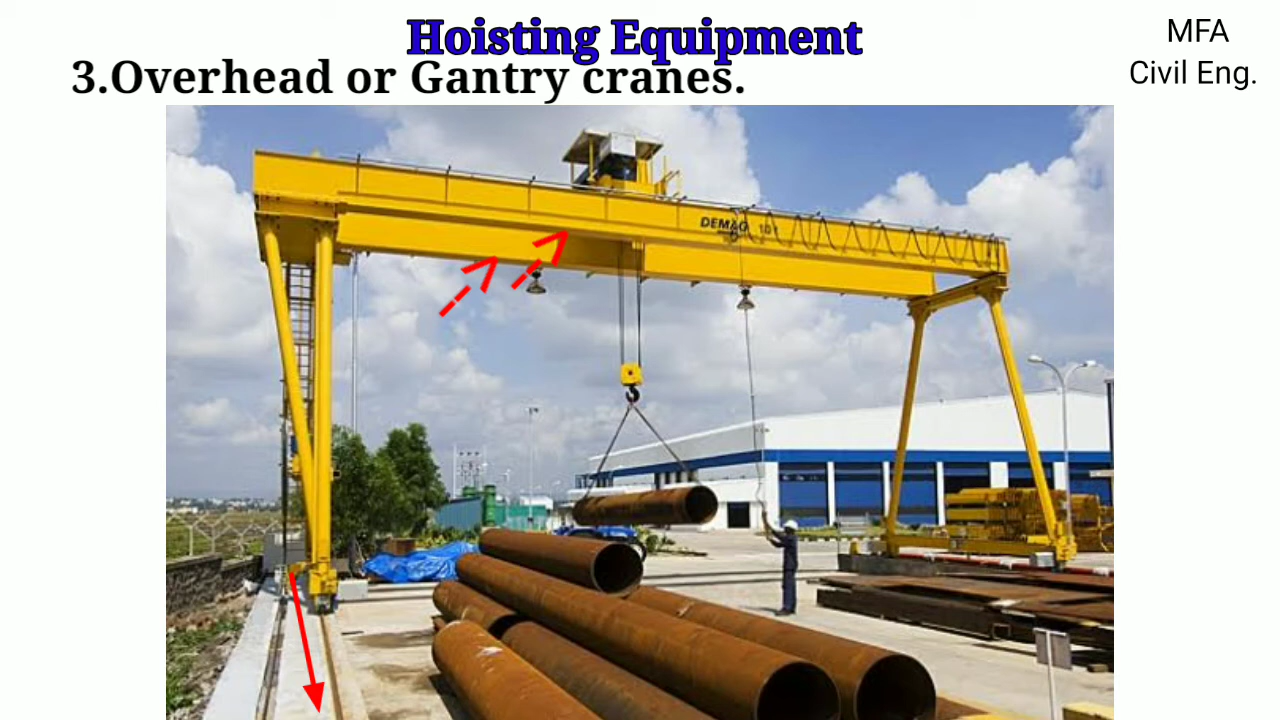 Hoisting Equipment
MFA
Civil Eng.
3.Overhead or Gantry cranes.
DEMAG